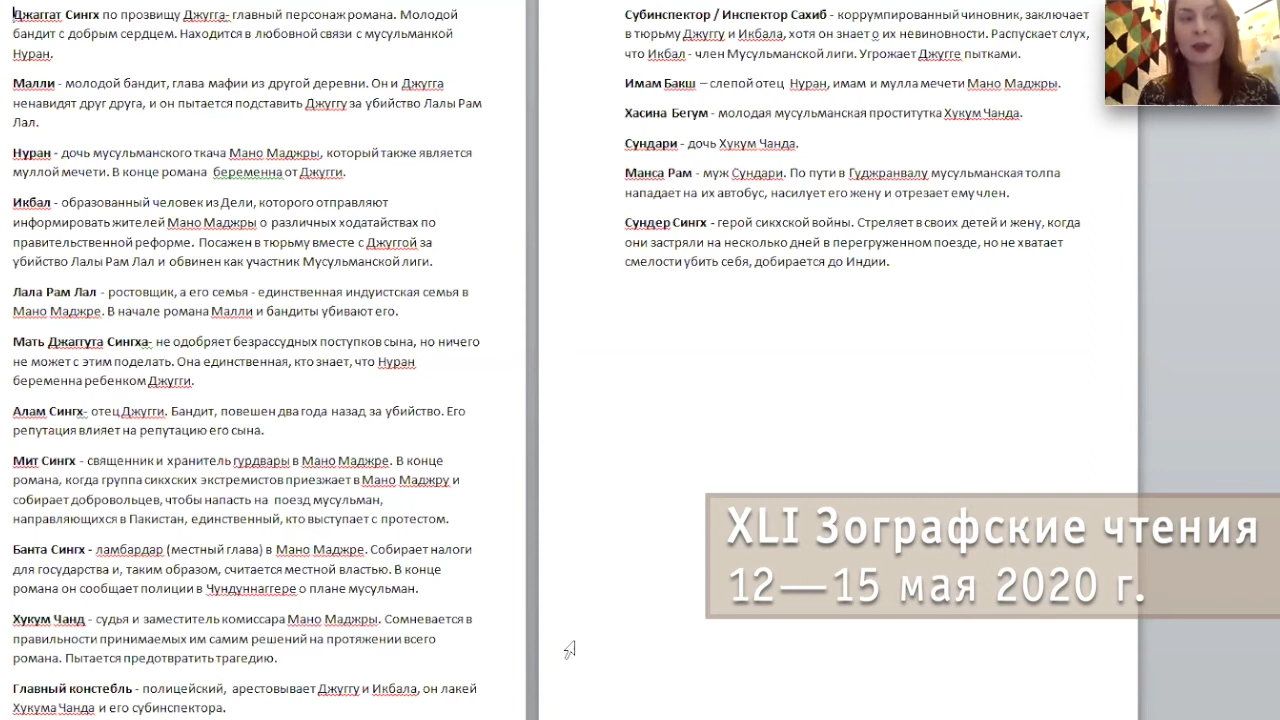 Джаггат Сингх по прозвищу Джугга- главный персонаж романа. Молодой
бандит с добрым сердцем. Находится в любовной связи с мусульманкой
Нуран.
Малли - молодой бандит, глава мафии из другой деревни. Он и Джугга
ненавидят друг друга, и он пытается подставить Джуггу за убийство Лалы Рам
Лал.
Нуран - дочь мусульманского ткача Мано Маджры, который также является
муллой мечети. В конце романа беременна от Джугги.
Икбал - образованный человек из Дели, которого отправляют
информировать жителей Мано Маджры о различных ходатайствах по
правительственной реформе. Посажен в тюрьму вместе с Джуггой за
убийство Лалы Рам Лал и обвинен как участник Мусульманской лиги.
Лала Рам Лал - ростовщик, а его семья - единственная индуистская семья в
Мано Маджре. В начале романа Малли и бандиты убивают его.
Мать Джаггута Сингха- не одобряет безрассудных поступков сына, но ничего
не может с этим поделать. Она единственная, кто знает, что Нуран
беременна ребенком Джугги.
Алам Сингх- отец Джугги. Бандит, повешен два года назад за убийство. Его
репутация влияет на репутацию его сына.
Мит Сингх - священник и хранитель гурдвары в Мано Маджре. В конце
романа, когда группа сикхских экстремистов приезжает в Мано Маджру и
собирает добровольцев, чтобы напасть на поезд мусульман,
направляющихся в Пакистан, единственный, кто выступает с протестом.
Банта Сингх - ламбардар (местный глава) в Мано Маджре. Собирает налоги
для государства и, таким образом, считается местной властью. В конце
романа он сообщает полиции в Чундуннаггере о плане мусульман.
Хукум Чанд - судья и заместитель комиссара Мано Маджры. Сомневается в
правильности принимаемых им самим решений на протяжении всего
романа. Пытается предотвратить трагедию.
Главный констебль - полицейский, арестовывает Джуггу и Икбала, он лакей
Хукума Чанда и его субинспектора.
Субинспектор / Инспектор Сахиб - коррумпированный чиновник, заключает
в тюрьму Джуггу и Икбала, хотя он знает о их невиновности. Распускает слух,
что Икбал - член Мусульманской лиги. Угрожает Джугге пытками.
Имам Бакш – слепой отец Нуран, имам и мулла мечети Мано Маджры.
Хасина Бегум - молодая мусульманская проститутка Хукум Чанда.
Сундари - дочь Хукум Чанда.
Манса Рам - муж Сундари. По пути в Гуджранвалу мусульманская толпа
нападает на их автобус, насилует его жену и отрезает ему член.
Сундер Сингх - герой сикхской войны. Стреляет в своих детей и жену, когда
они застряли на несколько дней в перегруженном поезде, но не хватает
смелости убить себя, добирается до Индии.
XLI Зографские чтения
12—15 мая 2020 г.